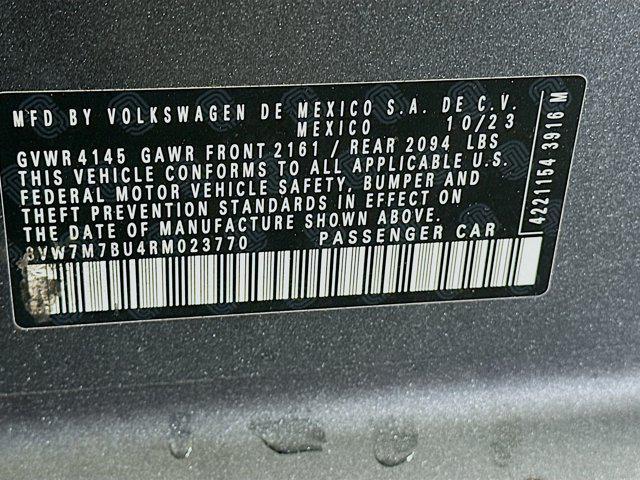 MFD BY VOLKSWAGEN DE MEXICO S.A. DE C.V.
MEXICO 10/23
GVWR 4145 GAWR FRONT 2161 / REAR 2094 LBS
THIS VEHICLE CONFORMS TO ALL APPLICABLE U.S.
FEDERAL MOTOR VEHICLE SAFETY, BUMPER AND
THEFT PREVENTION STANDARDS IN EFFECT ON
THE DATE OF MANUFACTURE SHOWN ABOVE.
3VW7M7BU4RM023770 PASSENGER CAR
4221154 3916 M